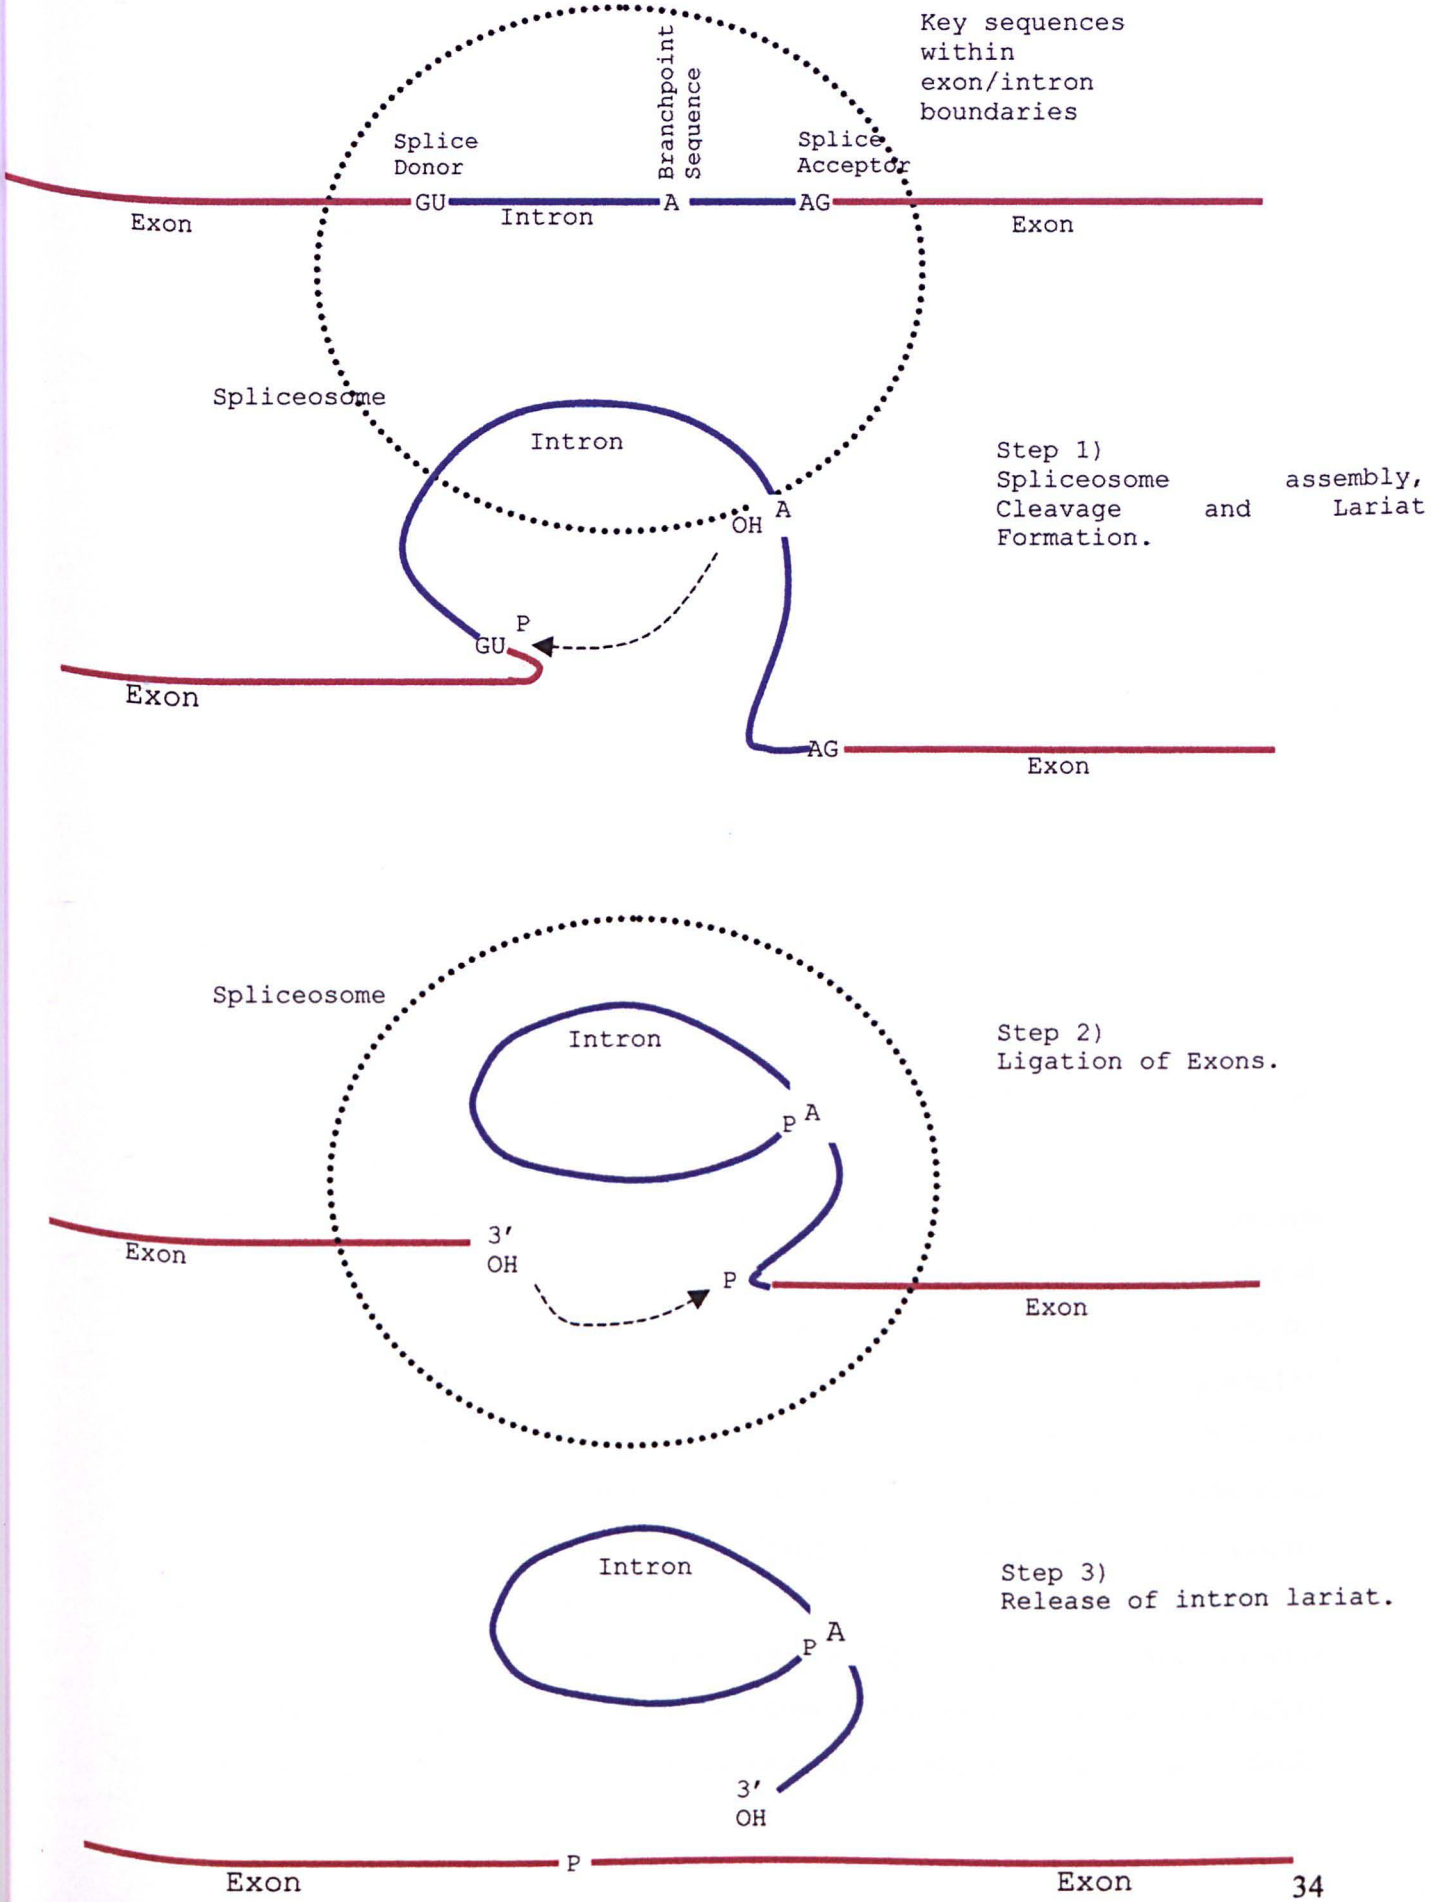 Key sequences
within
exon/intron
boundaries
Branchpoint
Sequence
Splice
Donor
Splice
Acceptor
GU
A
AG
Exon
Intron
Exon
Spliceosome
Intron
Step 1)
Spliceosome assembly,
Cleavage and Lariat
Formation.
OH A
P
GU
Exon
AG
Exon
Spliceosome
Intron
Step 2)
Ligation of Exons.
P A
Exon
3'
OH
P
Exon
Intron
Step 3)
Release of intron lariat.
P A
3'
OH
P
Exon
Exon
34